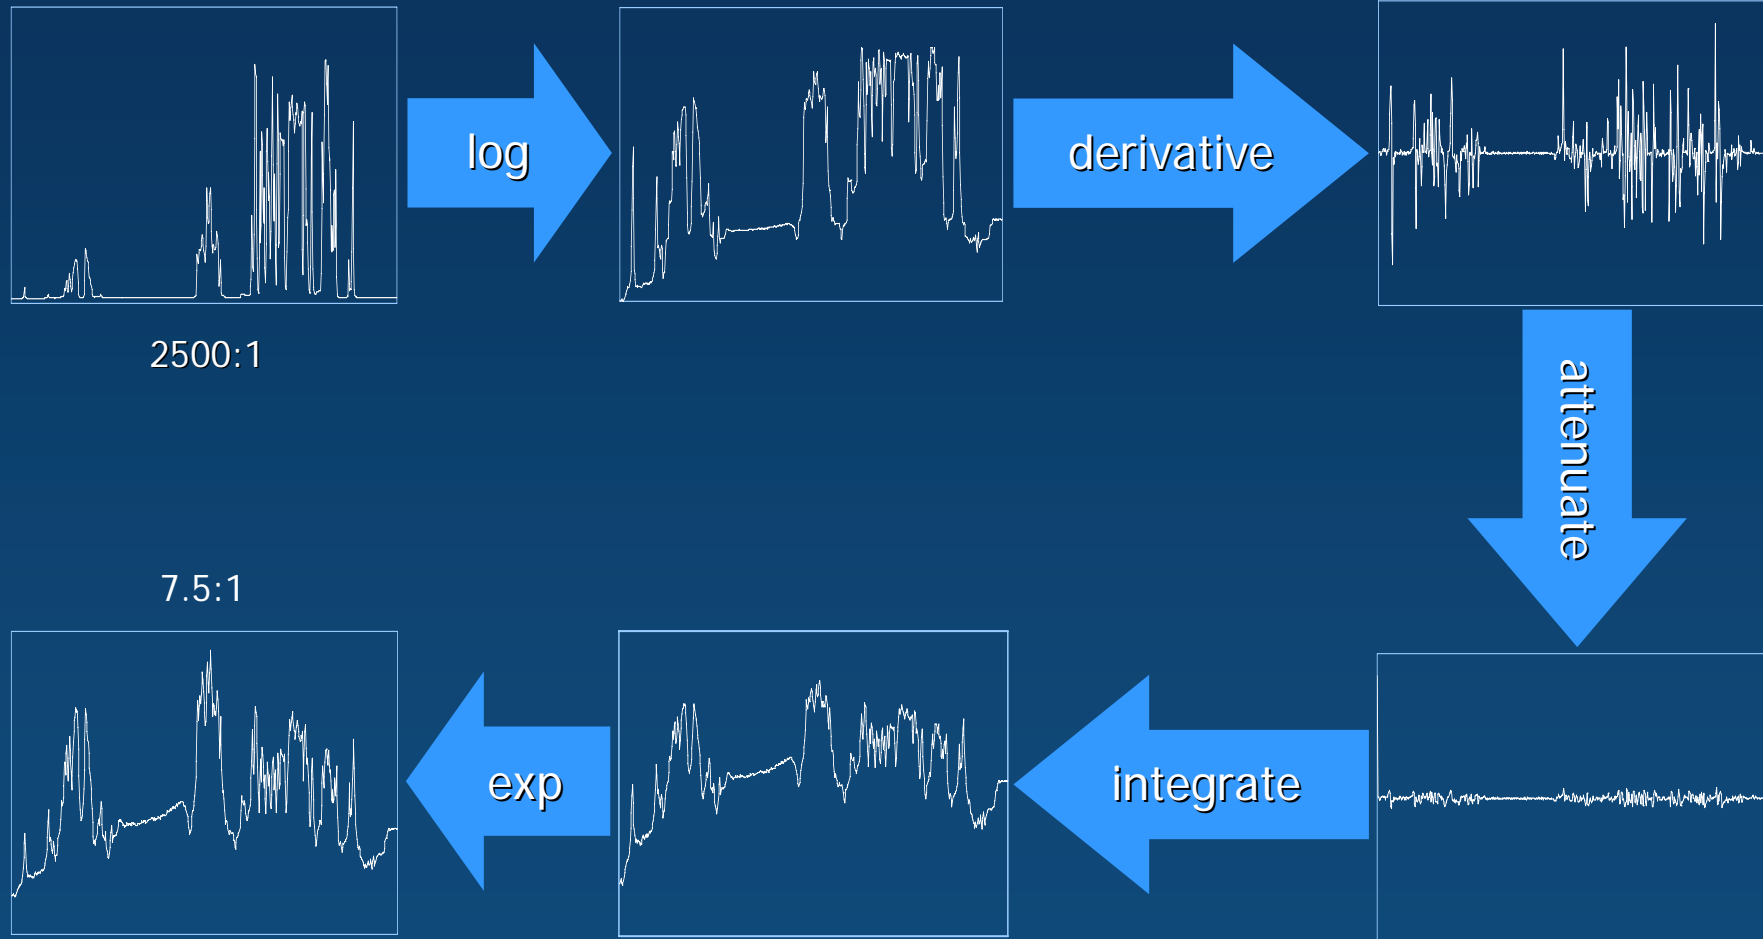 log
derivative
2500:1
attenuate
7.5:1
exp
integrate